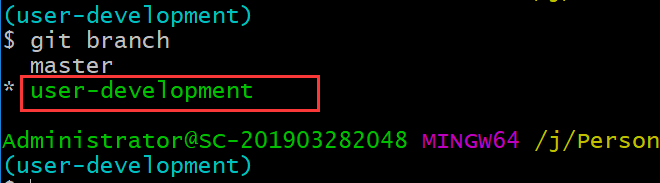 (user-development)
$ git branch
  master
* user-development
Administrator@SC-201903282048 MINGW64 /j/Person
(user-development)